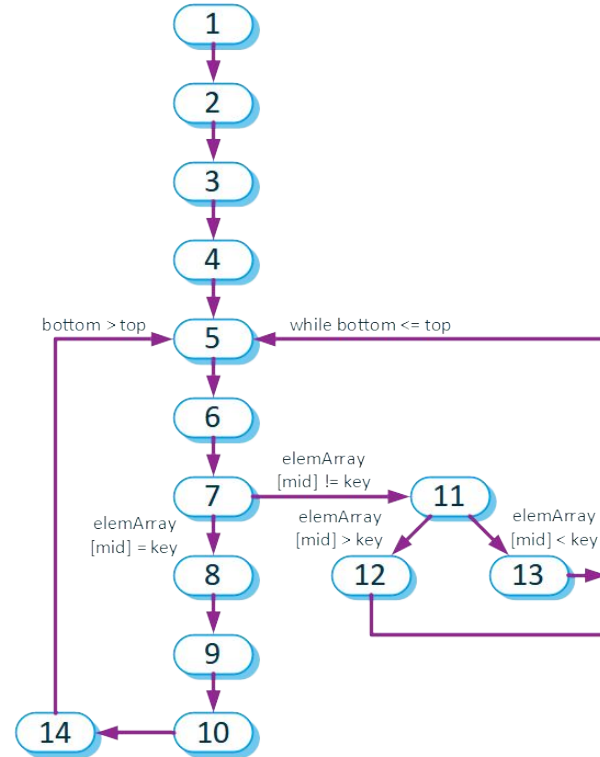 1
2
3
4
bottom > top
5
while bottom <= top
6
elemArray
[mid] != key
7
11
elemArray
[mid] = key
elemArray
[mid] > key
elemArray
[mid] < key
8
12
13
9
14
10